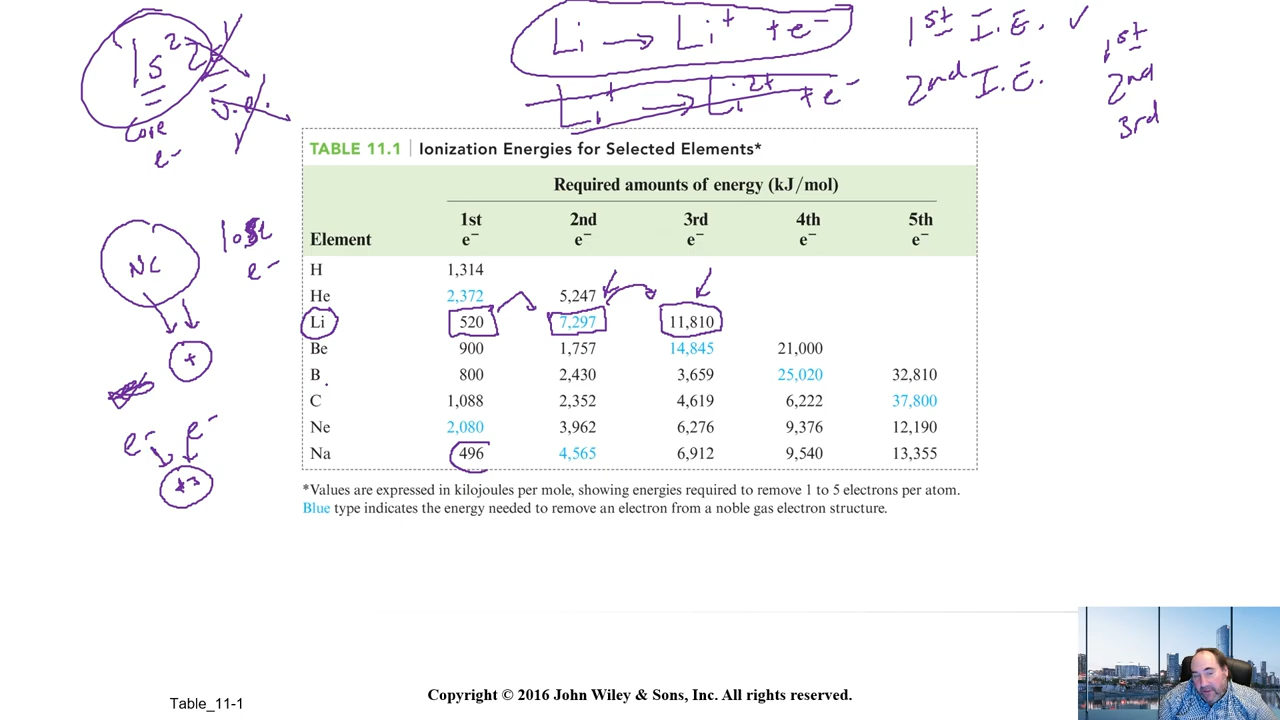 1s² 2s
Core
e⁻
v.e.
Li → Li⁺ + e⁻
Li⁺ → Li²⁺ + e⁻
1st I.E. ✓
2nd I.E.
1st
2nd
3rd
TABLE 11.1 | Ionization Energies for Selected Elements*
Required amounts of energy (kJ/mol)
1st 2nd 3rd 4th 5th
Element e⁻ e⁻ e⁻ e⁻ e⁻
H 1,314
He 2,372 5,247
Li 520 7,297 11,810
Be 900 1,757 14,845 21,000
B 800 2,430 3,659 25,020 32,810
C 1,088 2,352 4,619 6,222 37,800
Ne 2,080 3,962 6,276 9,376 12,190
Na 496 4,565 6,912 9,540 13,355
*Values are expressed in kilojoules per mole, showing energies required to remove 1 to 5 electrons per atom.
Blue type indicates the energy needed to remove an electron from a noble gas electron structure.
NC
lost
e⁻
+
e⁻ e⁻
+3
Table_11-1
Copyright © 2016 John Wiley & Sons, Inc. All rights reserved.